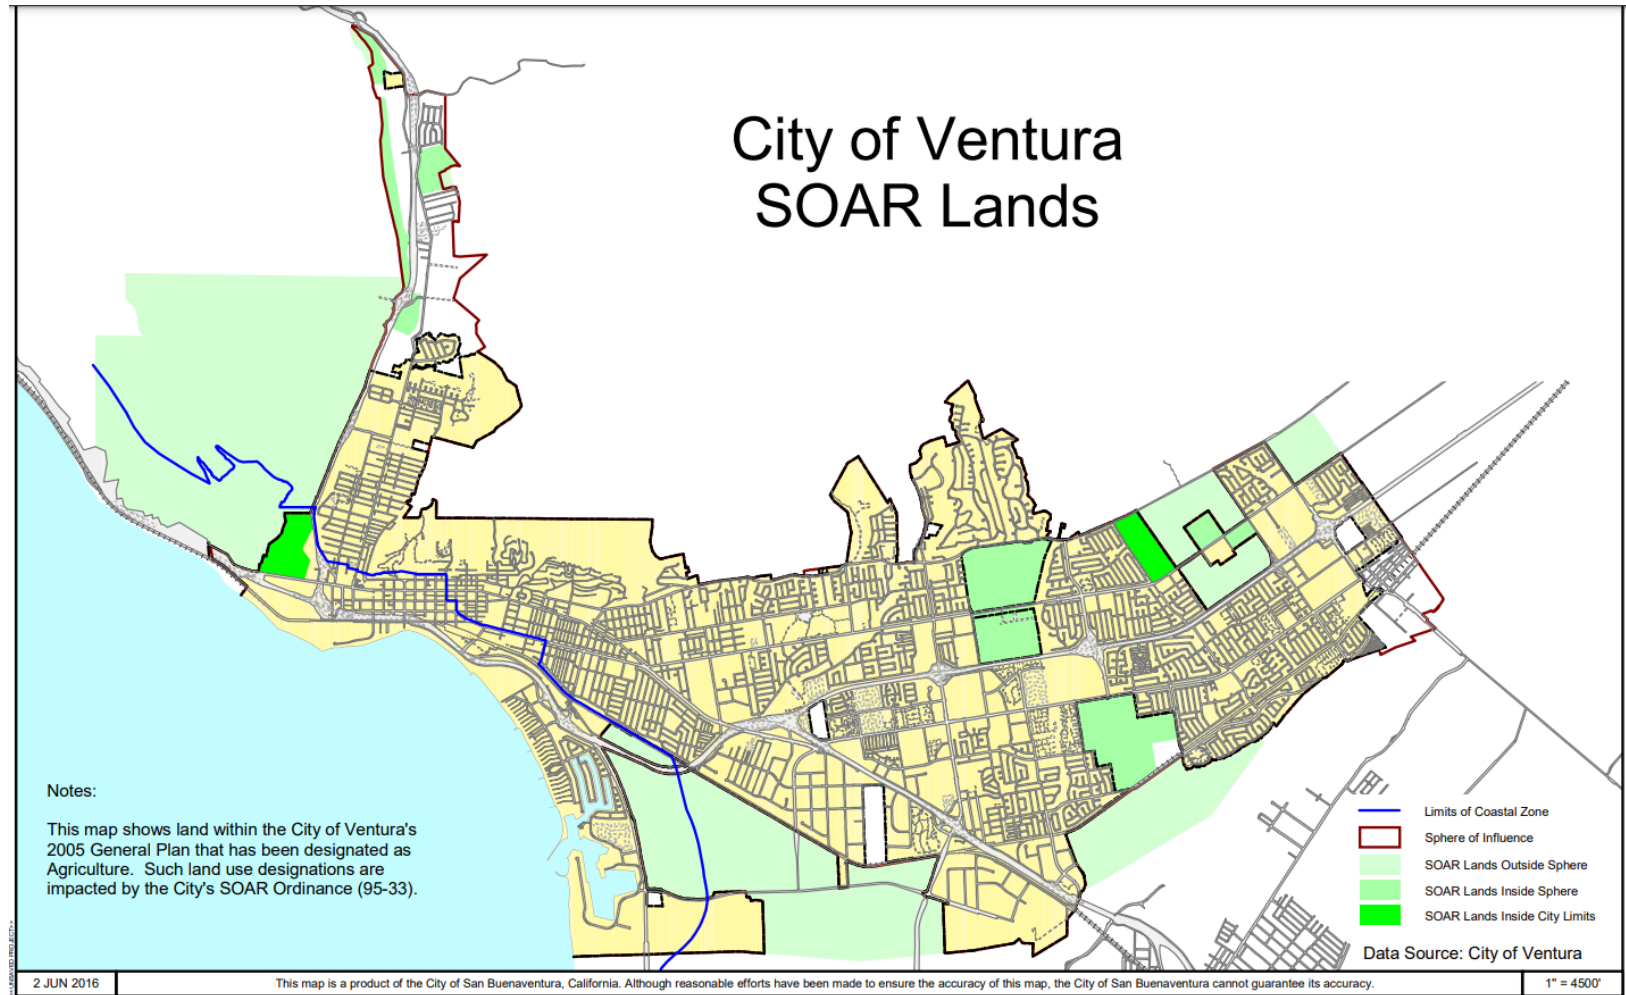 City of Ventura
SOAR Lands
Notes:
This map shows land within the City of Ventura's
2005 General Plan that has been designated as
Agriculture.  Such land use designations are
impacted by the City's SOAR Ordinance (95-33).
Limits of Coastal Zone
Sphere of Influence
SOAR Lands Outside Sphere
SOAR Lands Inside Sphere
SOAR Lands Inside City Limits
Data Source: City of Ventura
<UNSAVED PROJECT>
2 JUN 2016
This map is a product of the City of San Buenaventura, California. Although reasonable efforts have been made to ensure the accuracy of this map, the City of San Buenaventura cannot guarantee its accuracy.
1" = 4500'